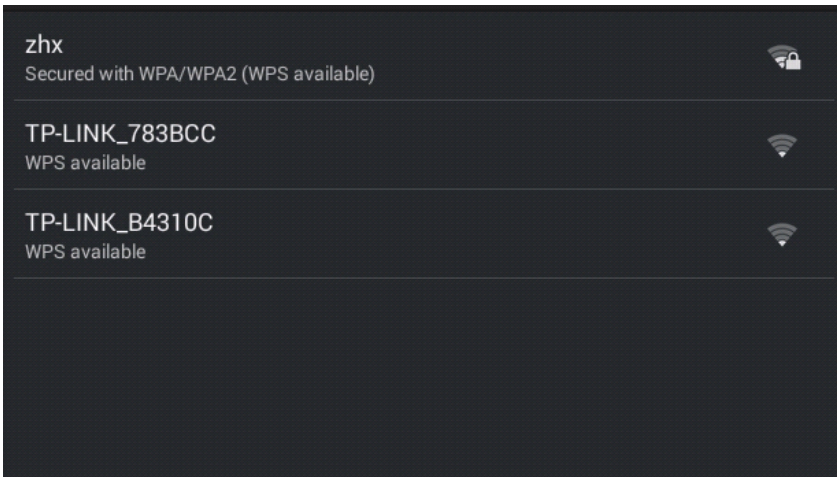 zhx
Secured with WPA/WPA2 (WPS available)
TP-LINK_783BCC
WPS available
TP-LINK_B4310C
WPS available